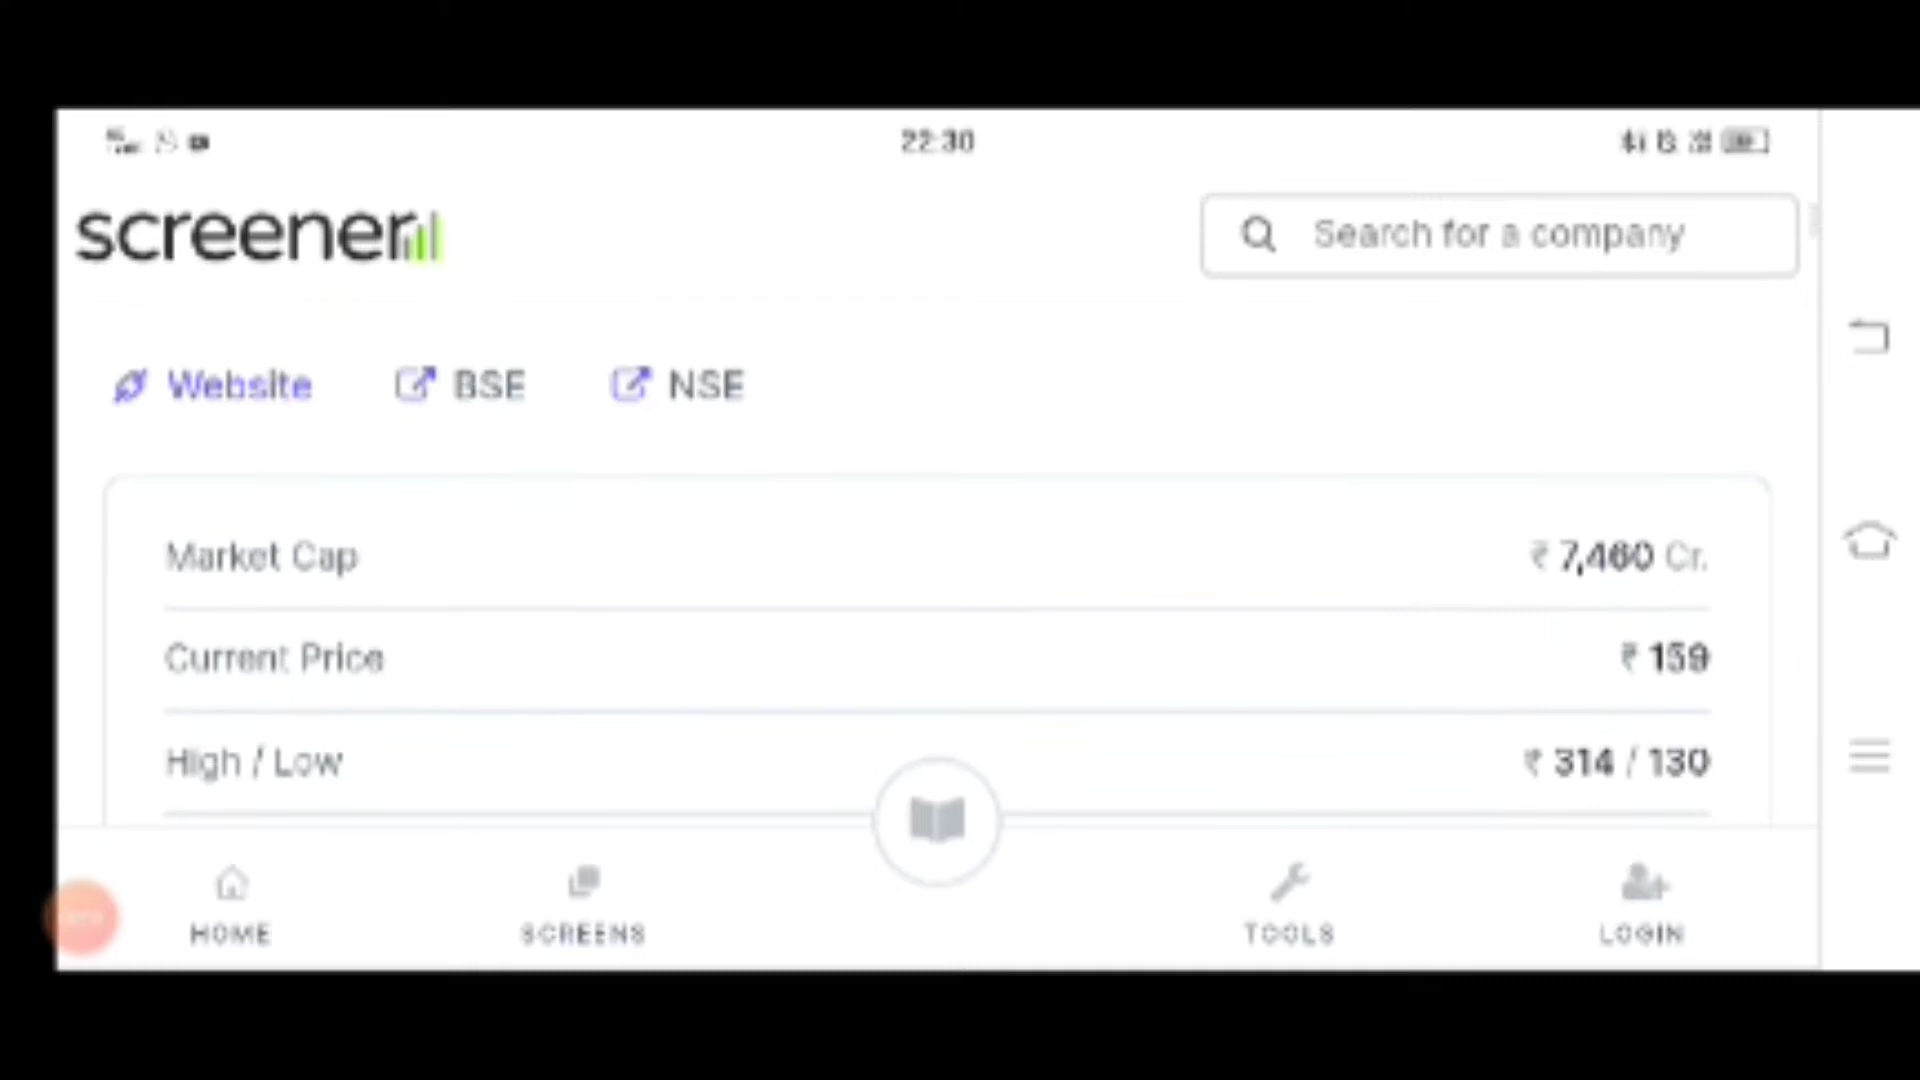 22:30
screener
Search for a company
Website BSE NSE
Market Cap ₹ 7,460 Cr.
Current Price ₹ 159
High / Low ₹ 314 / 130
HOME SCREENS TOOLS LOGIN